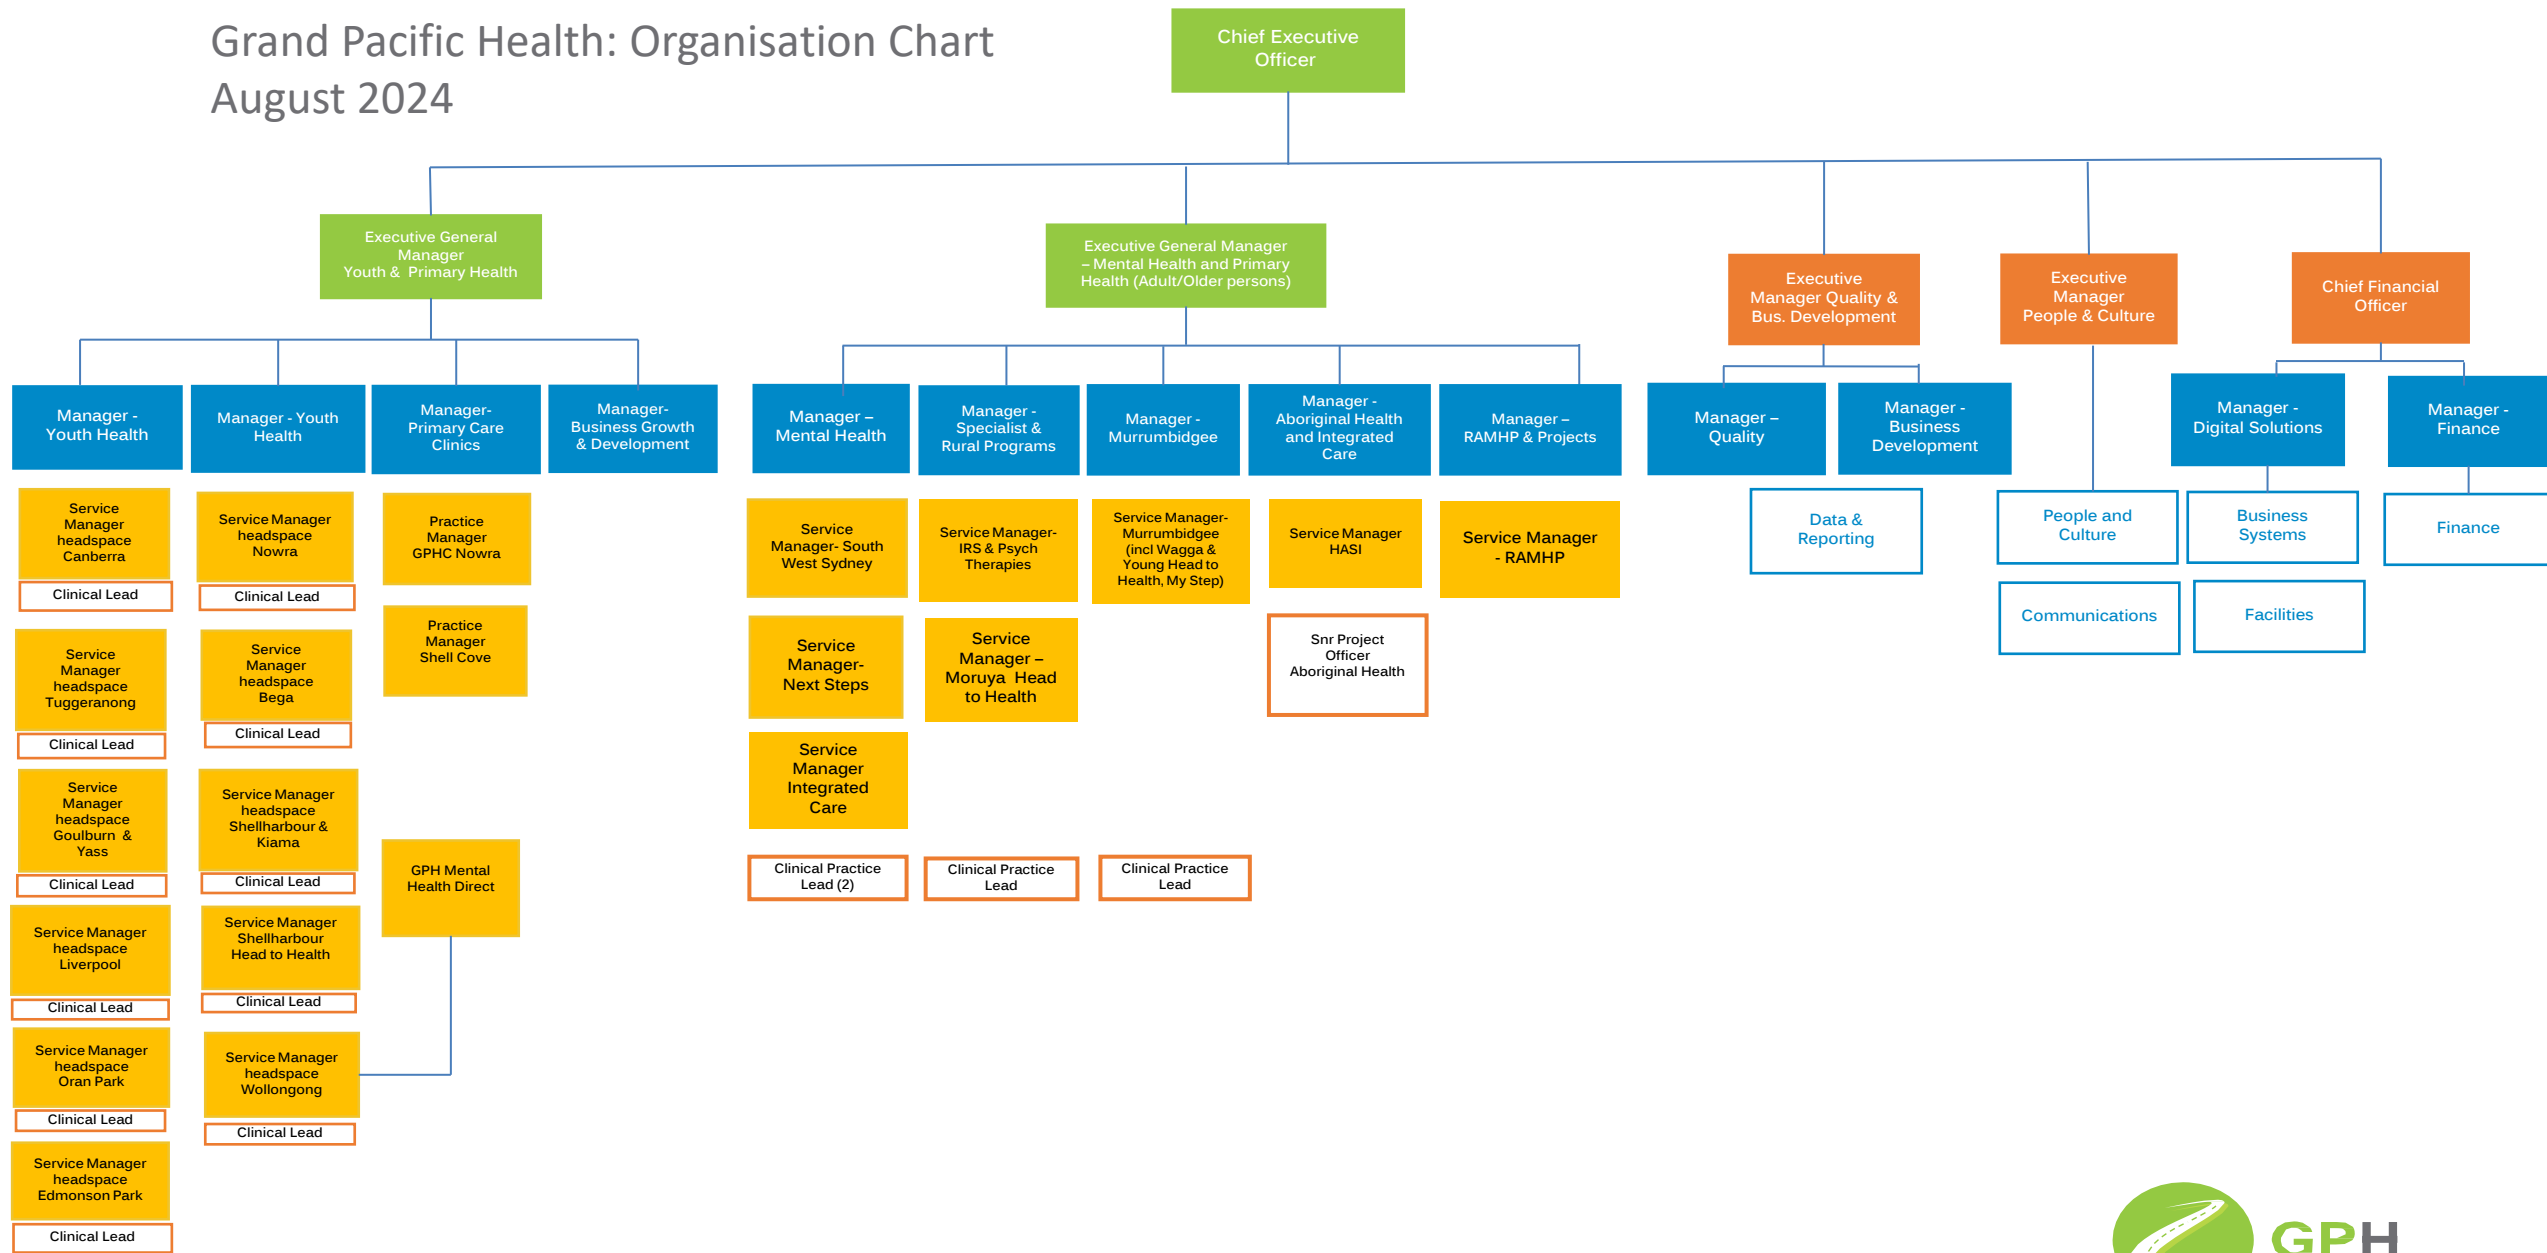 Grand Pacific Health: Organisation Chart
August 2024
Chief Executive
Officer
Executive General
Manager
Youth & Primary Health
Executive General Manager
– Mental Health and Primary
Health (Adult/Older persons)
Executive
Manager Quality &
Bus. Development
Executive
Manager
People & Culture
Chief Financial
Officer
Manager -
Youth Health
Manager - Youth
Health
Manager-
Primary Care
Clinics
Manager-
Business Growth
& Development
Manager –
Mental Health
Manager -
Specialist &
Rural Programs
Manager -
Murrumbidgee
Manager -
Aboriginal Health
and Integrated
Care
Manager –
RAMHP & Projects
Manager –
Quality
Manager -
Business
Development
Manager -
Digital Solutions
Manager -
Finance
Service
Manager
headspace
Canberra
Clinical Lead
Service
Manager
headspace
Tuggeranong
Clinical Lead
Service
Manager
headspace
Goulburn &
Yass
Clinical Lead
Service Manager
headspace
Liverpool
Clinical Lead
Service Manager
headspace
Oran Park
Clinical Lead
Service Manager
headspace
Edmonson Park
Clinical Lead
Service Manager
headspace
Nowra
Clinical Lead
Service
Manager
headspace
Bega
Clinical Lead
Service Manager
headspace
Shellharbour &
Kiama
Clinical Lead
Service Manager
Shellharbour
Head to Health
Clinical Lead
Service Manager
headspace
Wollongong
Clinical Lead
Practice
Manager
GPHC Nowra
Practice
Manager
Shell Cove
GPH Mental
Health Direct
Service
Manager- South
West Sydney
Service
Manager-
Next Steps
Service
Manager
Integrated
Care
Clinical Practice
Lead (2)
Service Manager-
IRS & Psych
Therapies
Service
Manager –
Moruya Head
to Health
Clinical Practice
Lead
Service Manager-
Murrumbidgee
(incl Wagga &
Young Head to
Health, My Step)
Clinical Practice
Lead
Service Manager
HASI
Snr Project
Officer
Aboriginal Health
Service Manager
- RAMHP
Data &
Reporting
People and
Culture
Communications
Business
Systems
Facilities
Finance
GPH